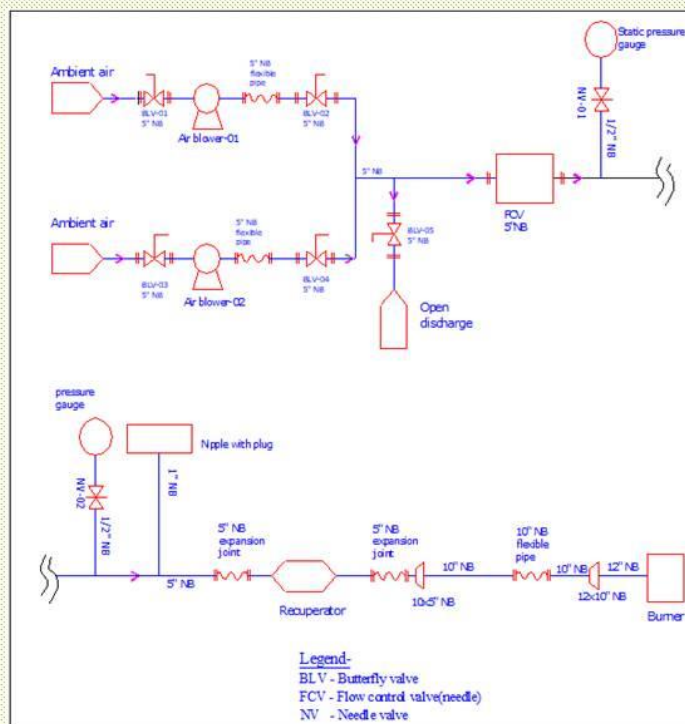 Static pressure
gauge
NV-01
1/2" NB
Ambient air
BLV-01
5" NB
Air blower-01
5" NB
flexible
pipe
BLV-02
5" NB
5" NB
FCV
5"NB
Ambient air
BLV-03
5" NB
Air blower-02
5" NB
flexible
pipe
BLV-04
5" NB
BLV-05
5" NB
Open
discharge
pressure
gauge
NV-02
1/2" NB
Npple with plug
1" NB
5" NB
5" NB
expansion
joint
Recuperator
5" NB
expansion
joint
10x5" NB
10" NB
10" NB
flexible
pipe
10" NB
12x10" NB
12" NB
Burner
Legend-
BLV - Butterfly valve
FCV - Flow control valve(needle)
NV - Needle valve